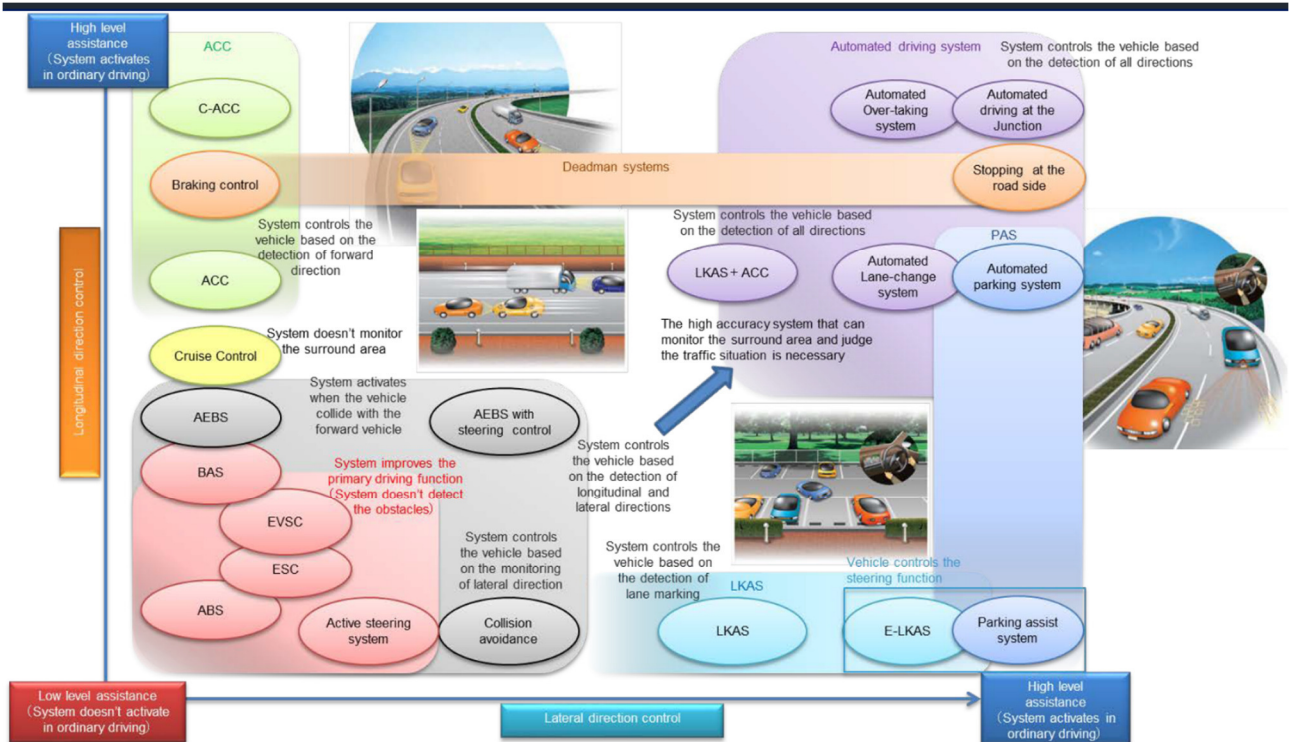 High level
assistance
(System activates
in ordinary driving)
ACC
C-ACC
Braking control
Deadman systems
Stopping at the
road side
System controls the
vehicle based on the
detection of forward
direction
ACC
Automated driving system
System controls the vehicle based
on the detection of all directions
Automated
Over-taking
system
Automated
driving at the
Junction
System controls the vehicle based
on the detection of all directions
LKAS + ACC
Automated
Lane-change
system
PAS
Automated
parking system
The high accuracy system that can
monitor the surround area and judge
the traffic situation is necessary
Longitudinal direction control
Cruise Control
System doesn't monitor
the surround area
AEBS
System activates
when the vehicle
collide with the
forward vehicle
AEBS with
steering control
BAS
System improves the
primary driving function
(System doesn't detect
the obstacles)
EVSC
ESC
ABS
Active steering
system
System controls
the vehicle based
on the monitoring
of lateral direction
Collision
avoidance
System controls
the vehicle based
on the detection of
longitudinal and
lateral directions
System controls the
vehicle based on
the detection of
lane marking
LKAS
LKAS
Vehicle controls the
steering function
E-LKAS
Parking assist
system
Low level assistance
(System doesn't activate
in ordinary driving)
Lateral direction control
High level
assistance
(System activates in
ordinary driving)